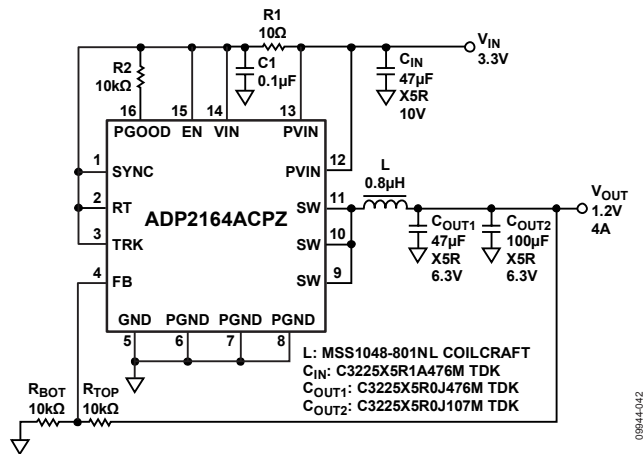 R1
10Ω
VIN
3.3V
R2
10kΩ
C1
0.1µF
CIN
47µF
X5R
10V
16
15
14
13
PGOOD
EN
VIN
PVIN
1
SYNC
PVIN
12
2
RT
SW
11
L
0.8µH
ADP2164ACPZ
3
TRK
SW
10
4
FB
SW
9
VOUT
1.2V
4A
COUT1
47µF
X5R
6.3V
COUT2
100µF
X5R
6.3V
GND
PGND
PGND
PGND
5
6
7
8
L: MSS1048-801NL COILCRAFT
CIN: C3225X5R1A476M TDK
COUT1: C3225X5R0J476M TDK
COUT2: C3225X5R0J107M TDK
RBOT
10kΩ
RTOP
10kΩ
09944-042